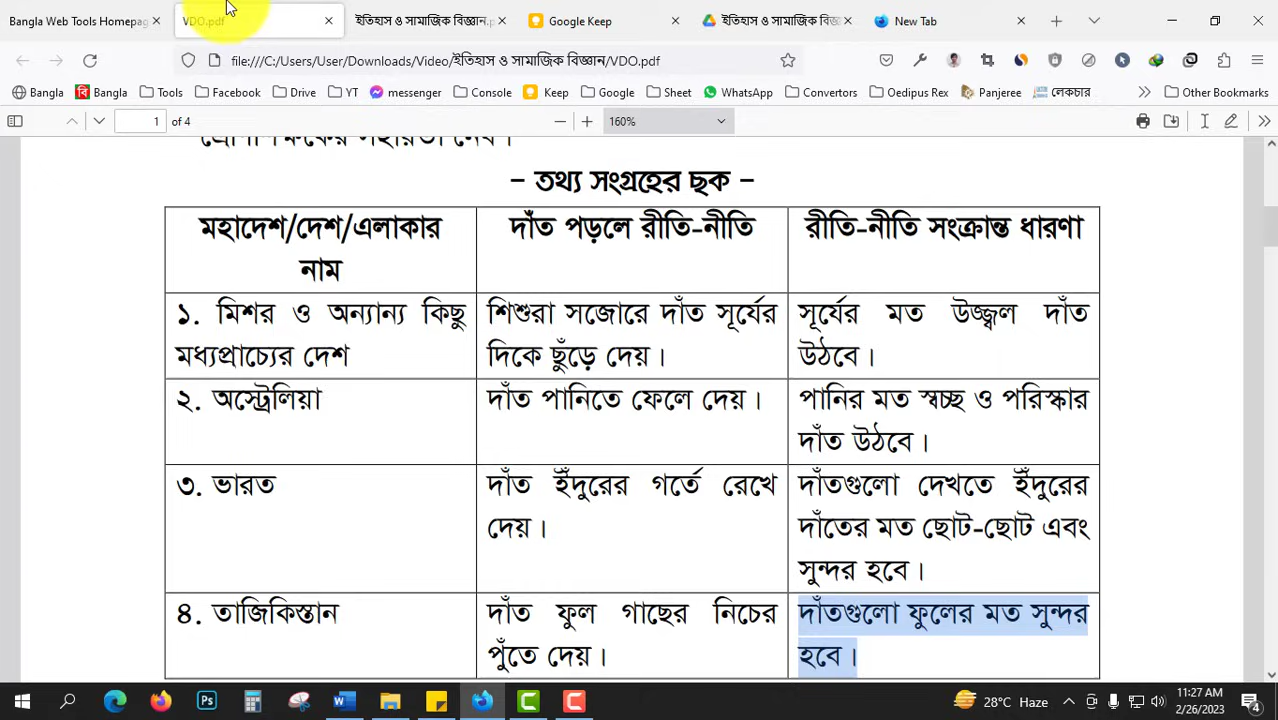 Bangla Web Tools Homepag
VDO.pdf
ইতিহাস ও সামাজিক বিজ্ঞান.p
Google Keep
ইতিহাস ও সামাজিক বিজ্ঞ
New Tab
file:///C:/Users/User/Downloads/Video/ইতিহাস ও সামাজিক বিজ্ঞান/VDO.pdf
Bangla
Bangla
Tools
Facebook
Drive
YT
messenger
Console
Keep
Google
Sheet
WhatsApp
Convertors
Oedipus Rex
Panjeree
লেকচার...
Other Bookmarks
1 of 4
160%
শ্রেণিশিক্ষকের সহায়তা নেব।
– তথ্য সংগ্রহের ছক –
মহাদেশ/দেশ/এলাকার
নাম
দাঁত পড়লে রীতি-নীতি
রীতি-নীতি সংক্রান্ত ধারণা
১. মিশর ও অন্যান্য কিছু
মধ্যপ্রাচ্যের দেশ
শিশুরা সজোরে দাঁত সূর্যের
দিকে ছুঁড়ে দেয়।
সূর্যের মত উজ্জ্বল দাঁত
উঠবে।
২. অস্ট্রেলিয়া
দাঁত পানিতে ফেলে দেয়।
পানির মত স্বচ্ছ ও পরিস্কার
দাঁত উঠবে।
৩. ভারত
দাঁত ইঁদুরের গর্তে রেখে
দেয়।
দাঁতগুলো দেখতে ইঁদুরের
দাঁতের মত ছোট-ছোট এবং
সুন্দর হবে।
৪. তাজিকিস্তান
দাঁত ফুল গাছের নিচের
পুঁতে দেয়।
দাঁতগুলো ফুলের মত সুন্দর
হবে।
28°C Haze
11:27 AM
2/26/2023
4